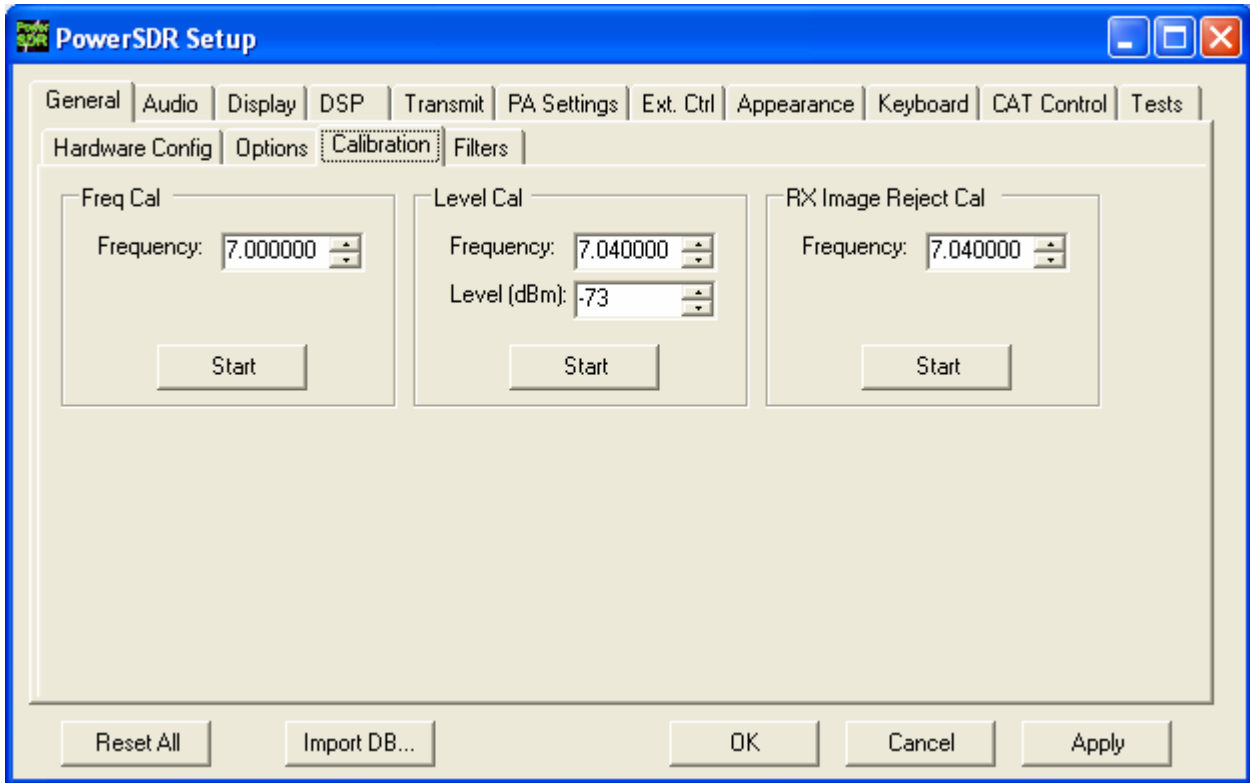 Power SDR PowerSDR Setup
General Audio Display DSP Transmit PA Settings Ext. Ctrl Appearance Keyboard CAT Control Tests
Hardware Config Options Calibration Filters
Freq Cal Level Cal RX Image Reject Cal
Frequency: 7.000000 Frequency: 7.040000 Frequency: 7.040000
Level (dBm): -73
Start Start Start
Reset All Import DB... OK Cancel Apply